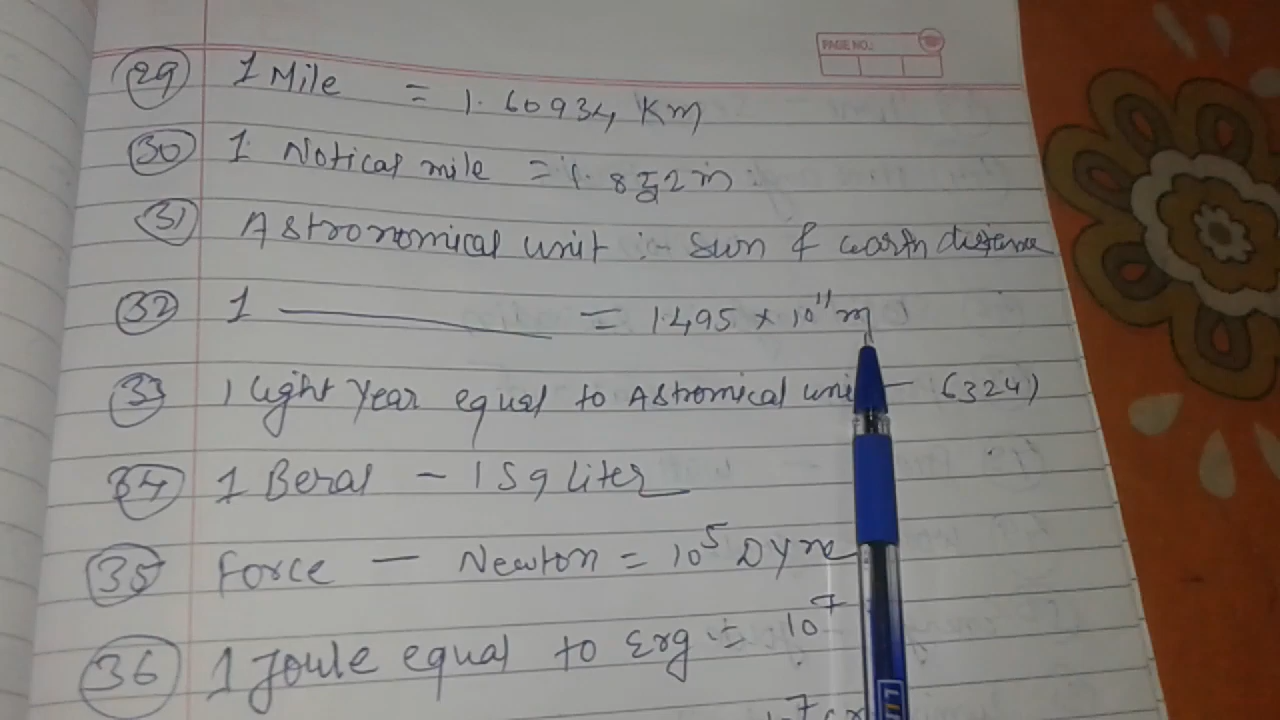 PAGE NO.:
29 1 Mile = 1.60934 Km
30 1 Notical mile = 1.852 m
31 Astronomical unit :- Sun & earth distance
32 1 ——— = 1.495 × 10¹¹ m
33 1 light Year equal to Astromical unit — (324)
34 1 Beral - 159 Liter
35 Force — Newton = 10⁵ Dyne
36 1 Joule equal to Erg = 10⁷